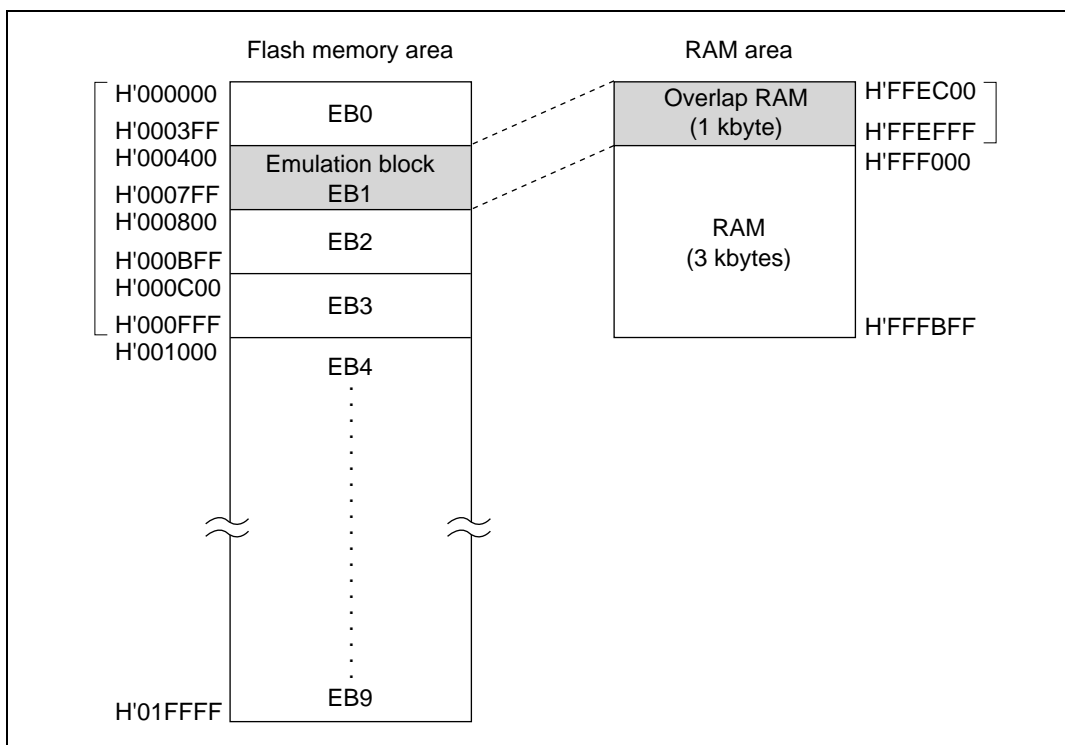 Flash memory area
H'000000
EB0
H'0003FF
H'000400
Emulation block
EB1
H'0007FF
H'000800
EB2
H'000BFF
H'000C00
EB3
H'000FFF
H'001000
EB4
EB9
H'01FFFF
RAM area
Overlap RAM
(1 kbyte)
H'FFEC00
H'FFEFFF
H'FFF000
RAM
(3 kbytes)
H'FFFBFF